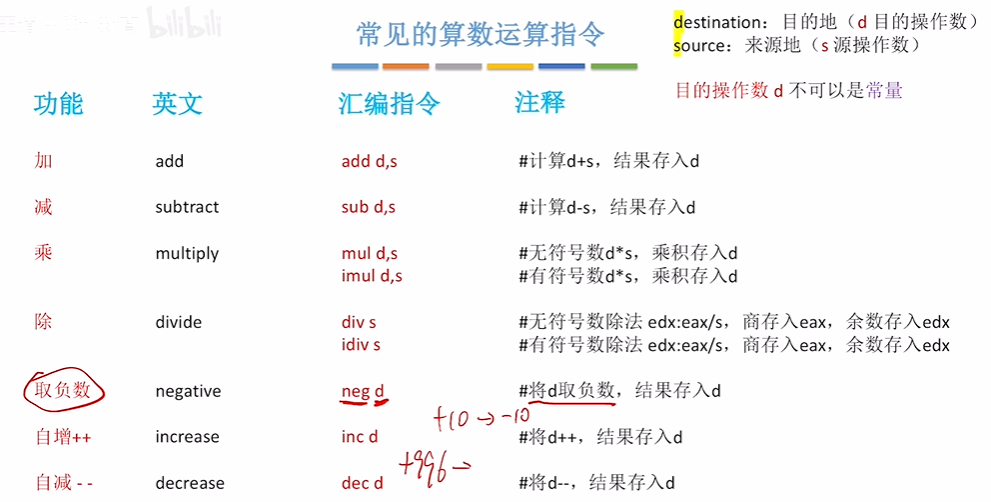 bilibili
常见的算数运算指令
destination：目的地（d 目的操作数）
source：来源地（s 源操作数）
目的操作数 d 不可以是常量
功能 英文 汇编指令 注释
加 add add d,s #计算d+s，结果存入d
减 subtract sub d,s #计算d-s，结果存入d
乘 multiply mul d,s #无符号数d*s，乘积存入d
imul d,s #有符号数d*s，乘积存入d
除 divide div s #无符号数除法 edx:eax/s，商存入eax，余数存入edx
idiv s #有符号数除法 edx:eax/s，商存入eax，余数存入edx
取负数 negative neg d #将d取负数，结果存入d
+10→-10
自增++ increase inc d #将d++，结果存入d
+996→
自减 - - decrease dec d #将d--，结果存入d